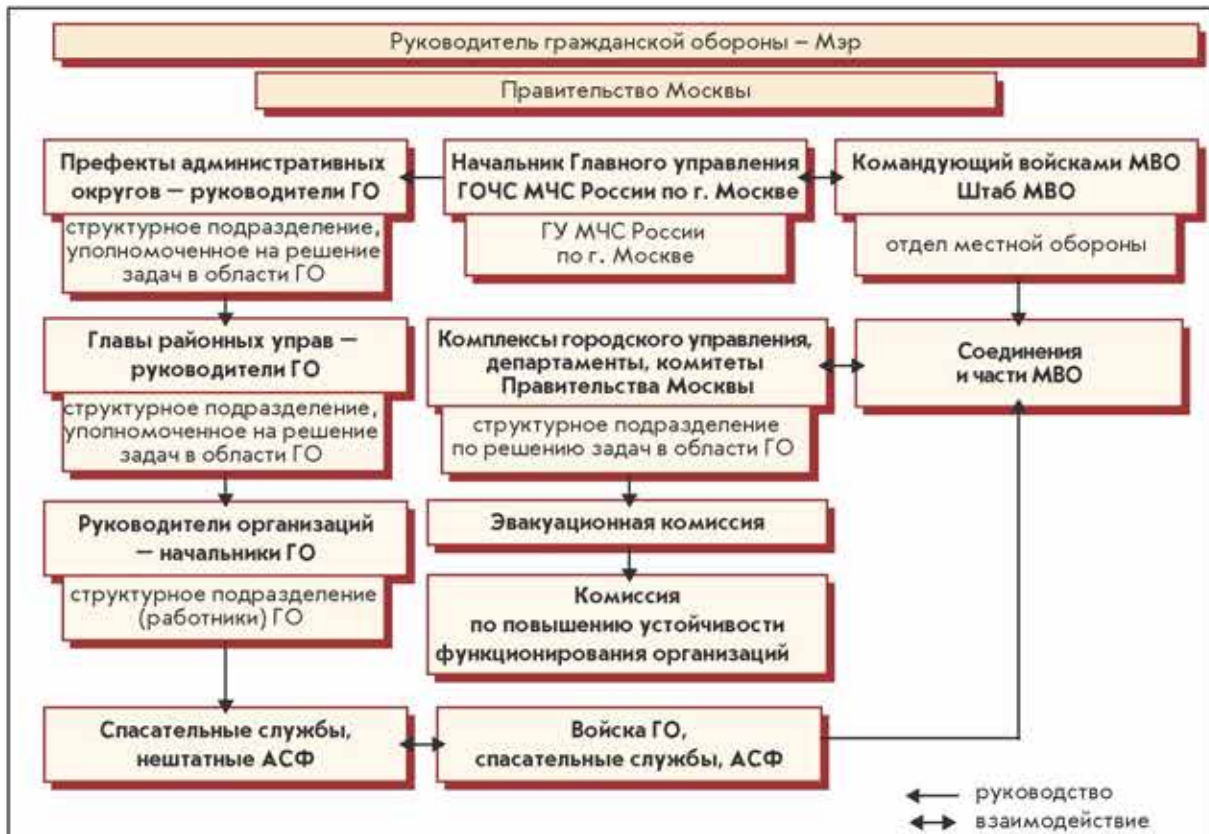 Руководитель гражданской обороны – Мэр
Правительство Москвы
Префекты административных
округов — руководители ГО
структурное подразделение,
уполномоченное на решение
задач в области ГО
Начальник Главного управления
ГОЧС МЧС России по г. Москве
ГУ МЧС России
по г. Москве
Командующий войсками МВО
Штаб МВО
отдел местной обороны
Главы районных управ —
руководители ГО
структурное подразделение,
уполномоченное на решение
задач в области ГО
Комплексы городского управления,
департаменты, комитеты
Правительства Москвы
структурное подразделение
по решению задач в области ГО
Соединения
и части МВО
Руководители организаций
— начальники ГО
структурное подразделение
(работники) ГО
Эвакуационная комиссия
Комиссия
по повышению устойчивости
функционирования организаций
Спасательные службы,
нештатные АСФ
Войска ГО,
спасательные службы, АСФ
руководство
взаимодействие